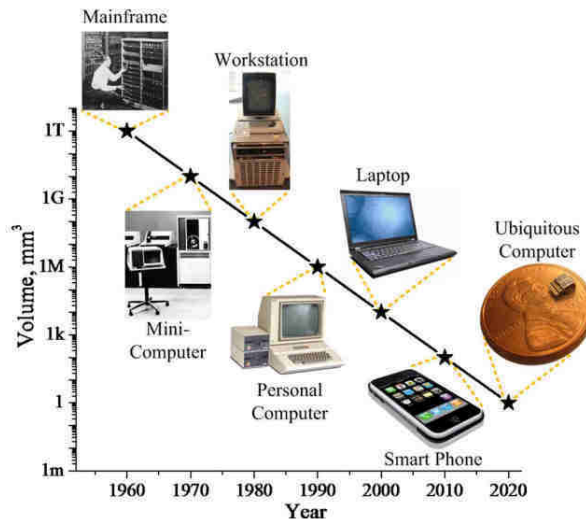 Mainframe
Workstation
Laptop
Ubiquitous
Computer
Mini-
Computer
Personal
Computer
Smart Phone
Volume, mm³
1T
1G
1M
1k
1
1m
1960 1970 1980 1990 2000 2010 2020
Year